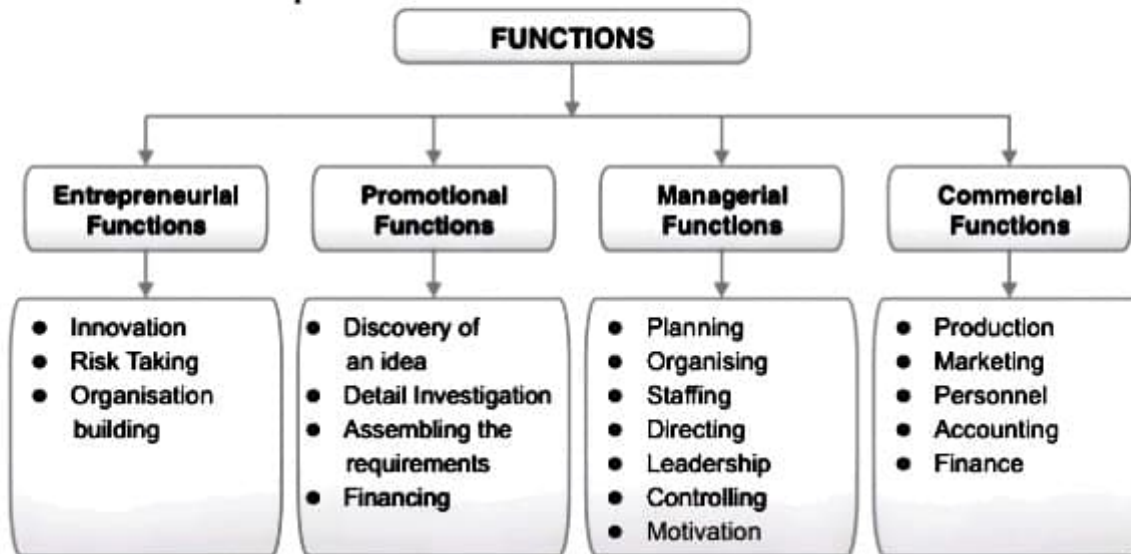 FUNCTIONS
Entrepreneurial
Functions
Promotional
Functions
Managerial
Functions
Commercial
Functions
● Innovation
● Risk Taking
● Organisation
building
● Discovery of
an idea
● Detail Investigation
● Assembling the
requirements
● Financing
● Planning
● Organising
● Staffing
● Directing
● Leadership
● Controlling
● Motivation
● Production
● Marketing
● Personnel
● Accounting
● Finance